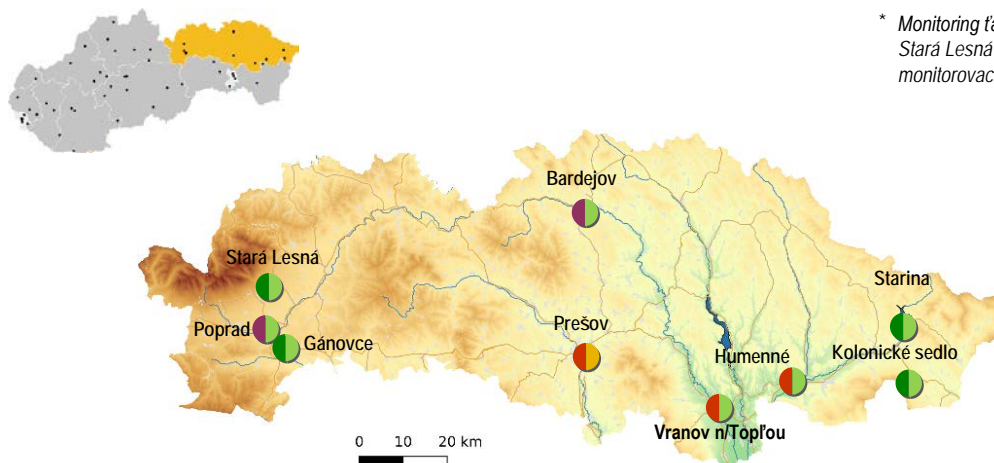 * Monitoring ťa
Stará Lesná
monitorovac
Bardejov
Stará Lesná
Starina
Poprad
Gánovce
Prešov
Humenné
Kolonické sedlo
Vranov n/Topľou
0 10 20 km